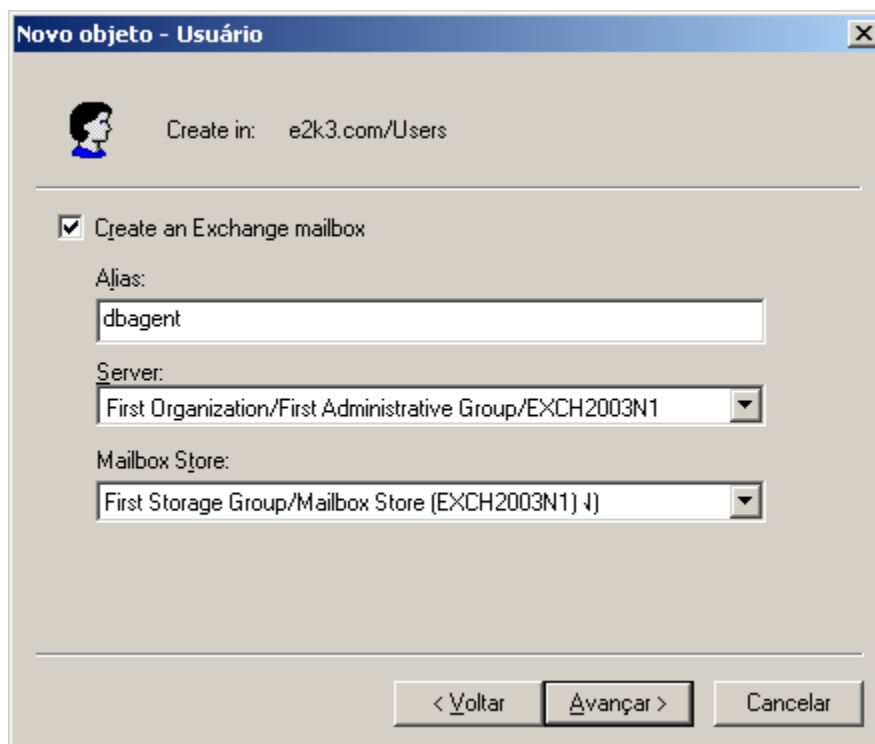 Novo objeto - Usuário
Create in: e2k3.com/Users
Create an Exchange mailbox
Alias:
dbagent
Server:
First Organization/First Administrative Group/EXCH2003N1
Mailbox Store:
First Storage Group/Mailbox Store (EXCH2003N1)
< Voltar
Avançar >
Cancelar